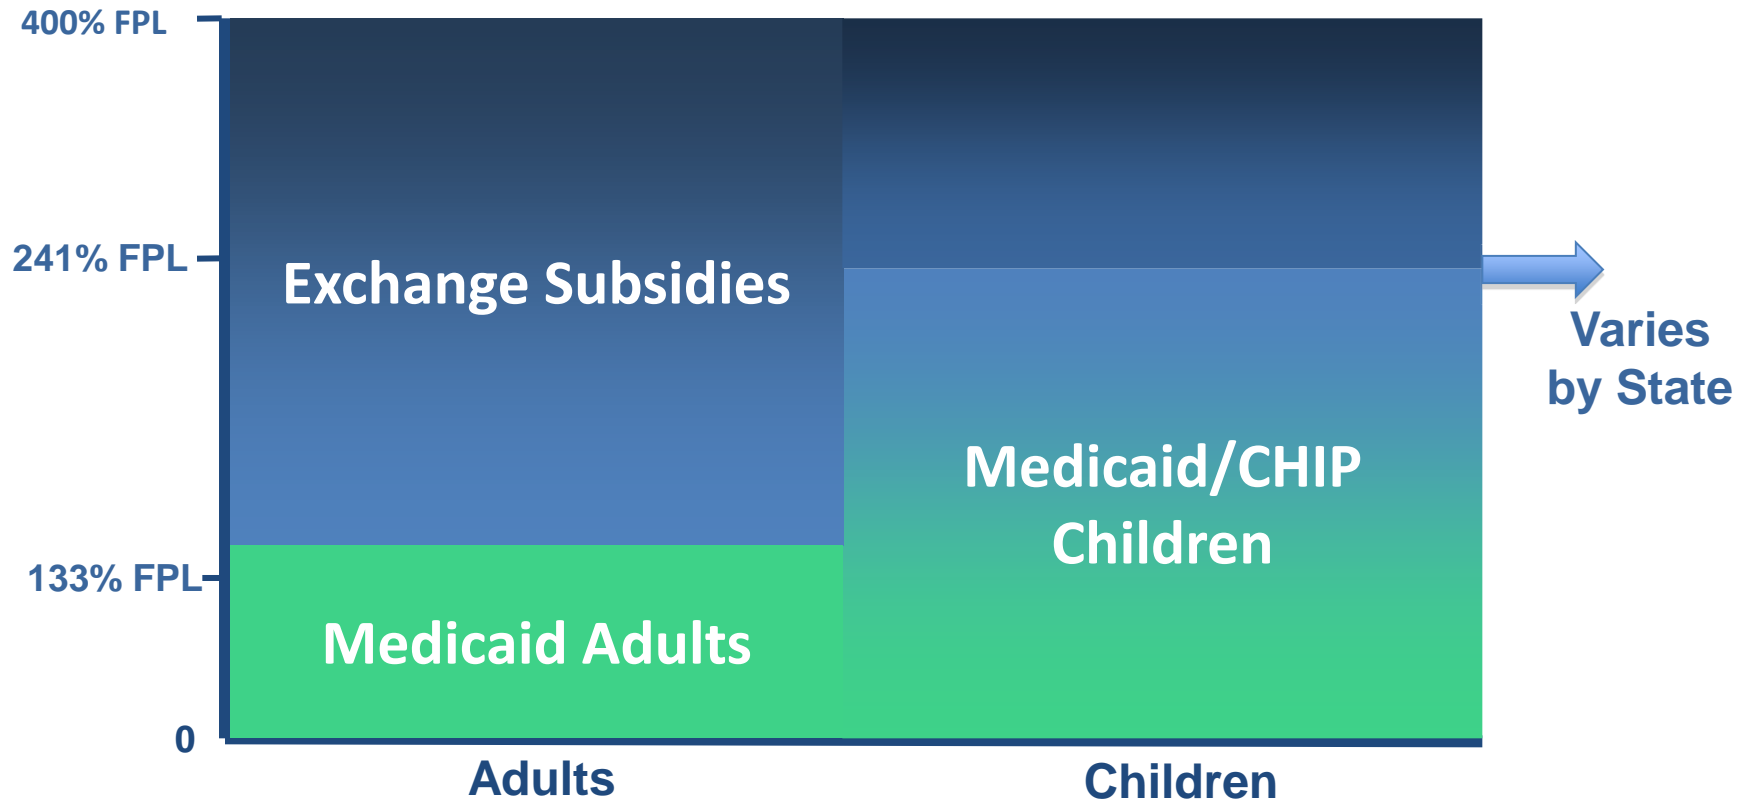 400% FPL
241% FPL
Exchange Subsidies
Varies
by State
Medicaid/CHIP
Children
133% FPL
Medicaid Adults
0
Adults
Children